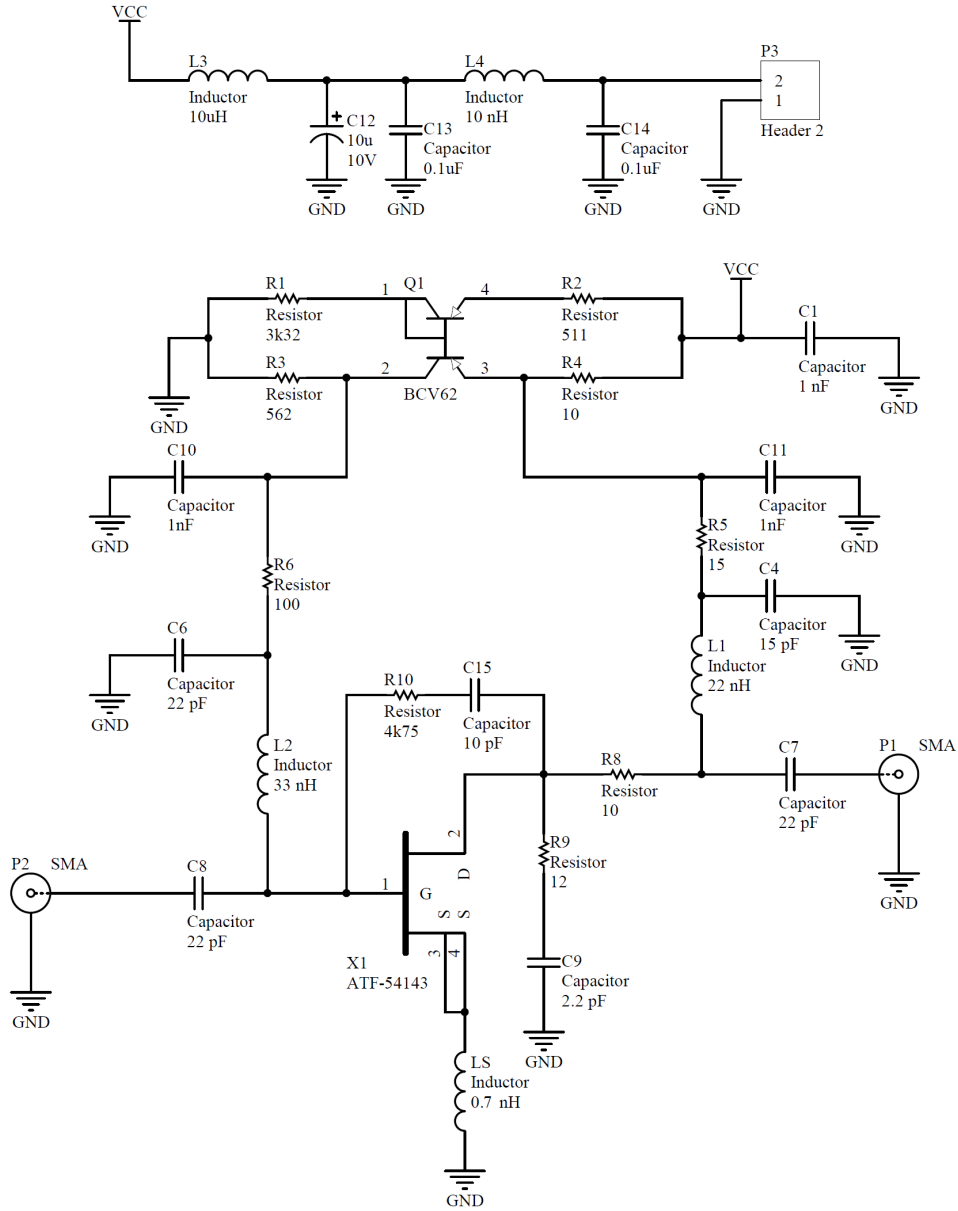 VCC
L3
Inductor
10uH
C12
10u
10V
GND
C13
Capacitor
0.1uF
GND
L4
Inductor
10 nH
C14
Capacitor
0.1uF
GND
P3
2
1
Header 2
GND
R1
Resistor
3k32
1
Q1
4
R2
Resistor
511
VCC
C1
Capacitor
1 nF
GND
GND
R3
Resistor
562
2
BCV62
3
R4
Resistor
10
C10
Capacitor
1nF
GND
C11
Capacitor
1nF
GND
R6
Resistor
100
R5
Resistor
15
C4
Capacitor
15 pF
GND
C6
Capacitor
22 pF
GND
L1
Inductor
22 nH
R10
Resistor
4k75
C15
Capacitor
10 pF
L2
Inductor
33 nH
R8
Resistor
10
C7
Capacitor
22 pF
P1
SMA
GND
P2
SMA
GND
C8
Capacitor
22 pF
1
G
2
D
S
S
3
4
X1
ATF-54143
R9
Resistor
12
C9
Capacitor
2.2 pF
GND
LS
Inductor
0.7 nH
GND